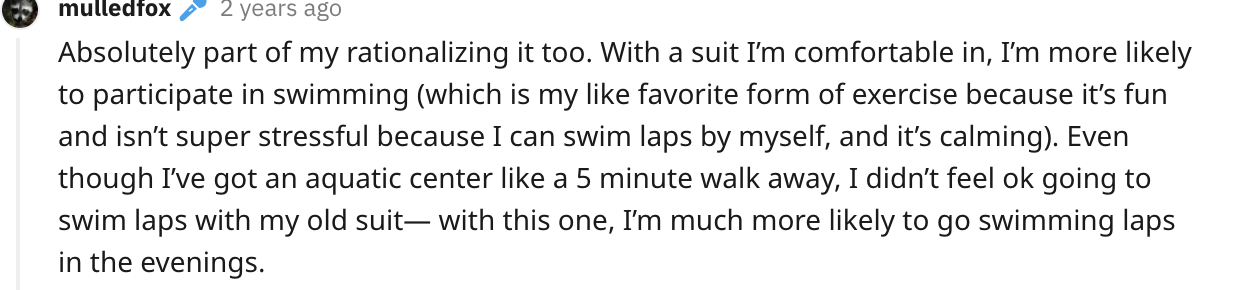 mulledfox 2 years ago
Absolutely part of my rationalizing it too. With a suit I’m comfortable in, I’m more likely
to participate in swimming (which is my like favorite form of exercise because it’s fun
and isn’t super stressful because I can swim laps by myself, and it’s calming). Even
though I’ve got an aquatic center like a 5 minute walk away, I didn’t feel ok going to
swim laps with my old suit— with this one, I’m much more likely to go swimming laps
in the evenings.